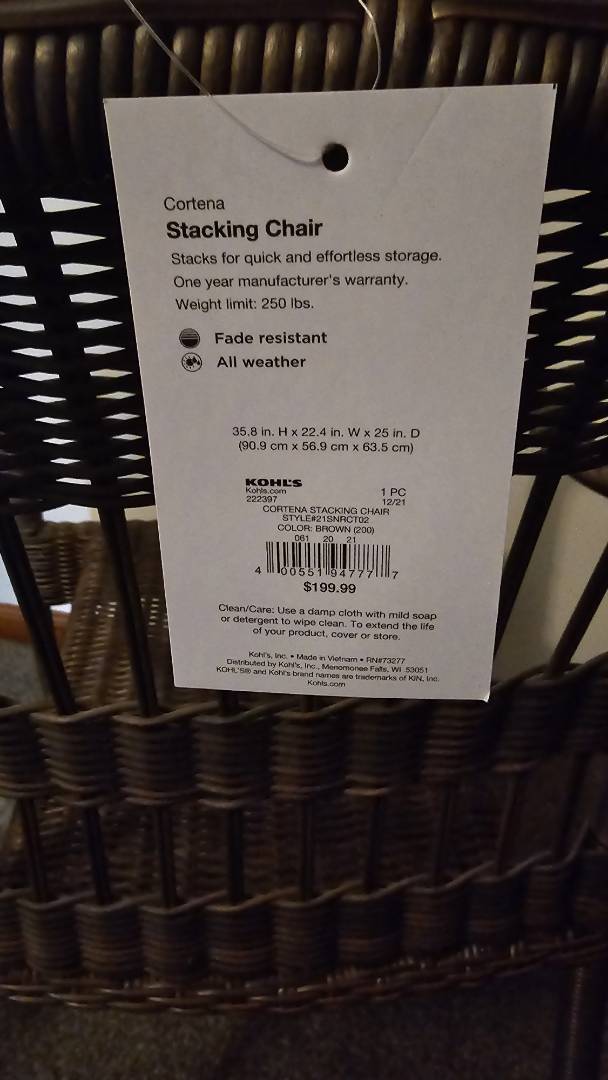 Cortena
Stacking Chair
Stacks for quick and effortless storage.
One year manufacturer's warranty.
Weight limit: 250 lbs.
Fade resistant
All weather
35.8 in. H x 22.4 in. W x 25 in. D
(90.9 cm x 56.9 cm x 63.5 cm)
KOHL'S
Kohls.com 1 PC
222397 12/21
CORTENA STACKING CHAIR
STYLE#21SNRCT02
COLOR: BROWN (200)
061 20 21
4 00551 94777 7
$199.99
Clean/Care: Use a damp cloth with mild soap
or detergent to wipe clean. To extend the life
of your product, cover or store.
Kohl's, Inc. • Made in Vietnam • RN#73277
Distributed by Kohl's, Inc., Menomonee Falls, WI 53051
KOHL'S® and Kohl's brand names are trademarks of KIN, Inc.
Kohls.com